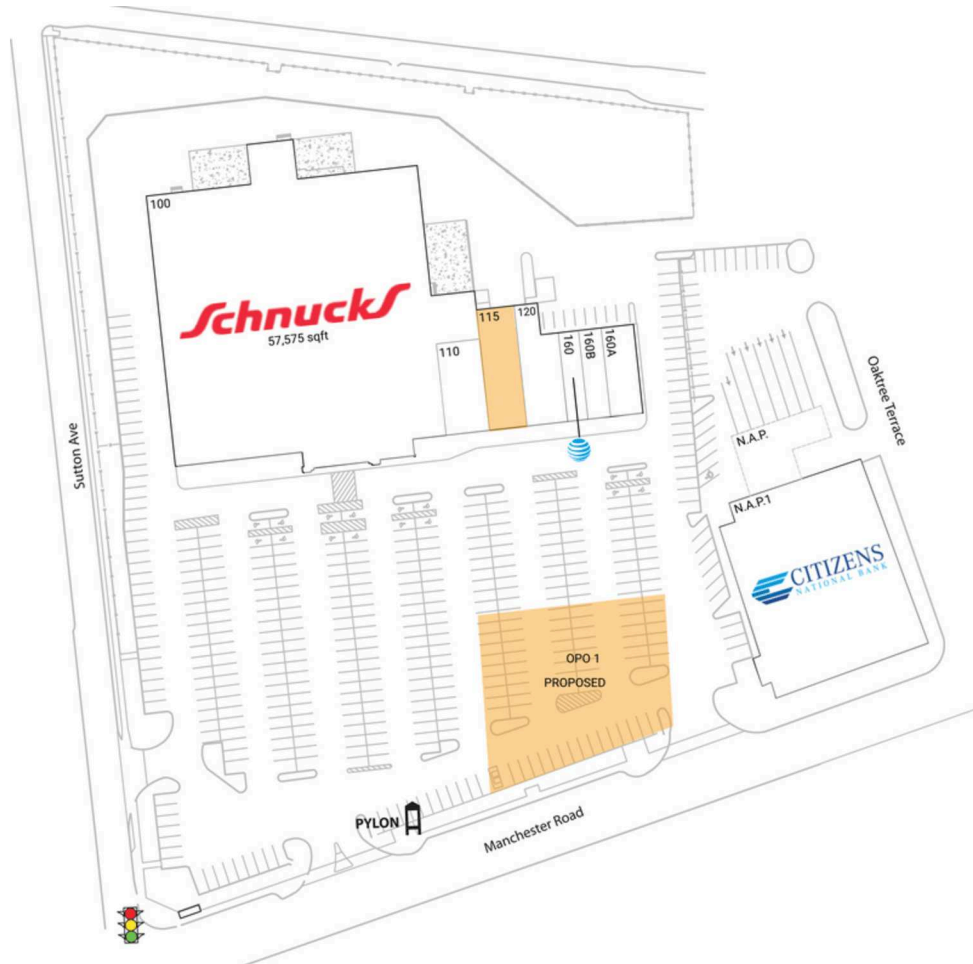 100
Schnucks
57,575 sqft
110
115
120
160
160B
160A
Sutton Ave
Oaktree Terrace
N.A.P.
N.A.P.1
CITIZENS
NATIONAL BANK
OPO 1
PROPOSED
PYLON
Manchester Road